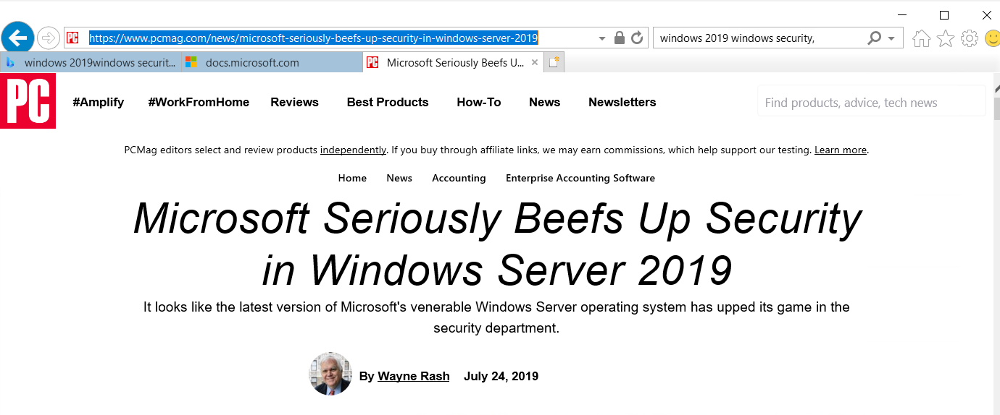 https://www.pcmag.com/news/microsoft-seriously-beefs-up-security-in-windows-server-2019
windows 2019 windows security,
windows 2019windows securit...
docs.microsoft.com
PC Microsoft Seriously Beefs U...
PC
#Amplify
#WorkFromHome
Reviews
Best Products
How-To
News
Newsletters
Find products, advice, tech news
PCMag editors select and review products independently. If you buy through affiliate links, we may earn commissions, which help support our testing. Learn more.
Home
News
Accounting
Enterprise Accounting Software
Microsoft Seriously Beefs Up Security
in Windows Server 2019
It looks like the latest version of Microsoft's venerable Windows Server operating system has upped its game in the
security department.
By Wayne Rash
July 24, 2019